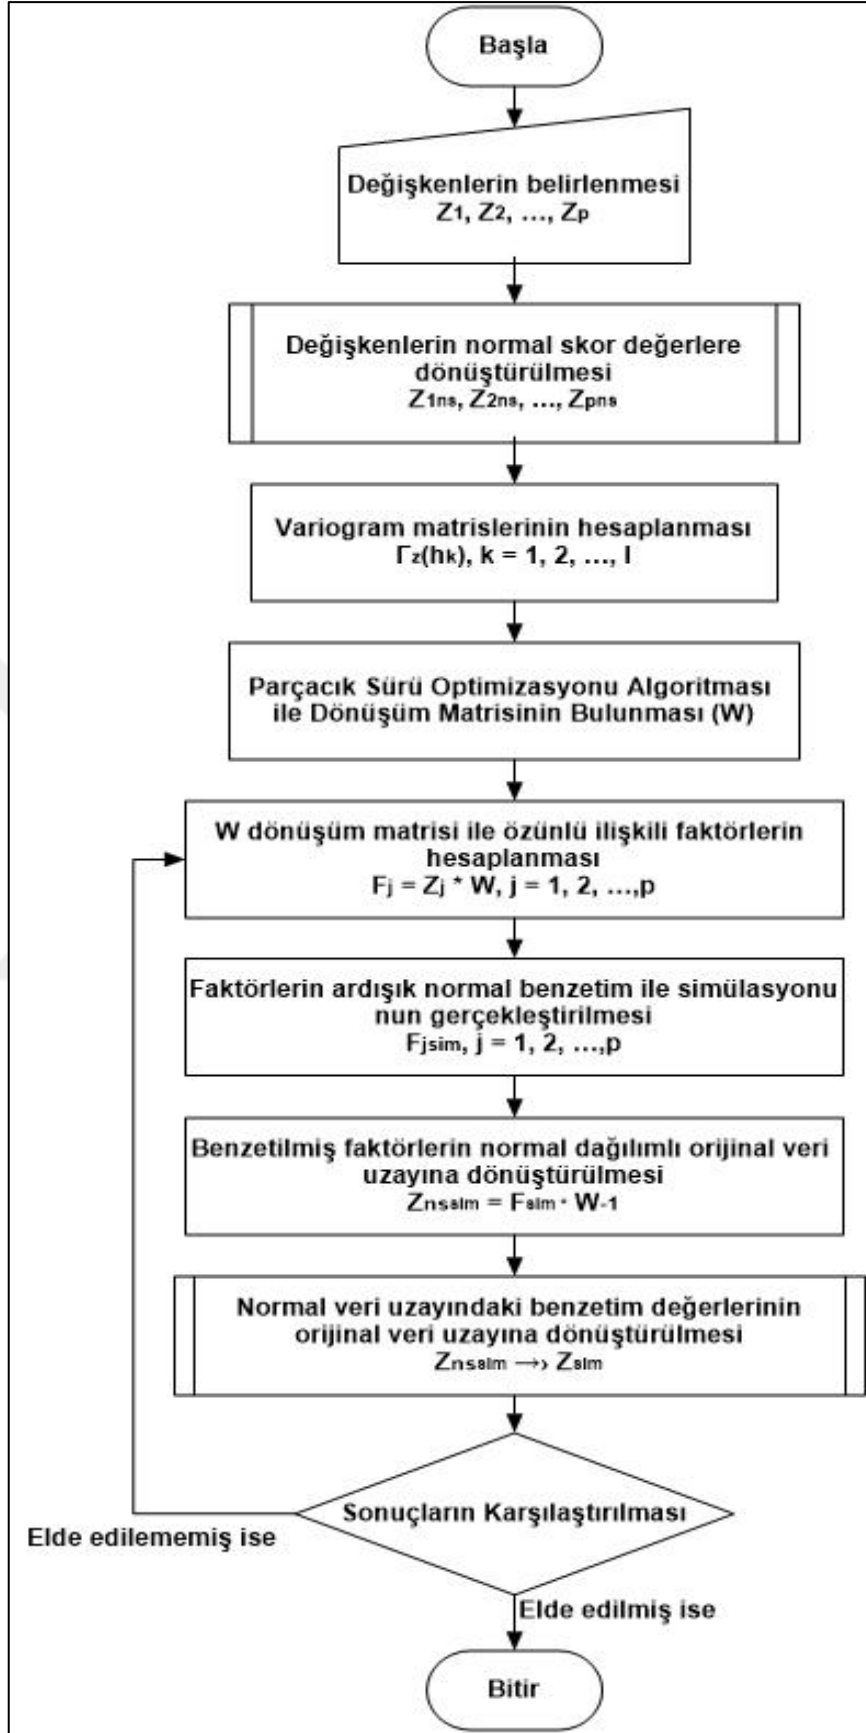 Başla
Değişkenlerin belirlenmesi
Z1, Z2, ..., Zp
Değişkenlerin normal skor değerlere
dönüştürülmesi
Z1ns, Z2ns, ..., Zpns
Variogram matrislerinin hesaplanması
Γz(hk), k = 1, 2, ..., l
Parçacık Sürü Optimizasyonu Algoritması
ile Dönüşüm Matrisinin Bulunması (W)
W dönüşüm matrisi ile özünlü ilişkili faktörlerin
hesaplanması
Fj = Zj * W, j = 1, 2, ...,p
Faktörlerin ardışık normal benzetim ile simülasyonu
nun gerçekleştirilmesi
Fjsim, j = 1, 2, ...,p
Benzetilmiş faktörlerin normal dağılımlı orijinal veri
uzayına dönüştürülmesi
Znssim = Fsim * W-1
Normal veri uzayındaki benzetim değerlerinin
orijinal veri uzayına dönüştürülmesi
Znssim →› Zsim
Sonuçların Karşılaştırılması
Elde edilememiş ise
Elde edilmiş ise
Bitir